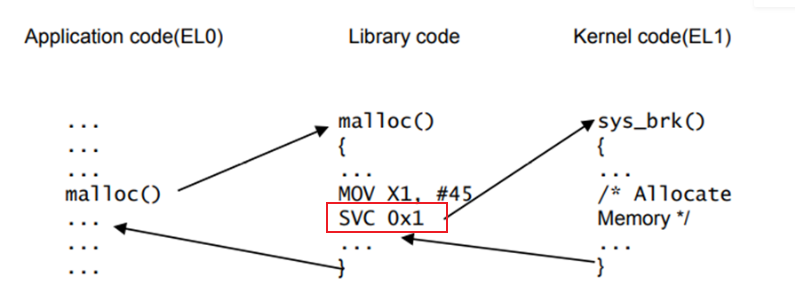 Application code(EL0)
...
...
...
malloc()
...
...
...
Library code
malloc()
{
...
MOV X1, #45
SVC 0x1
...
}
Kernel code(EL1)
sys_brk()
{
...
/* Allocate
Memory */
...
}